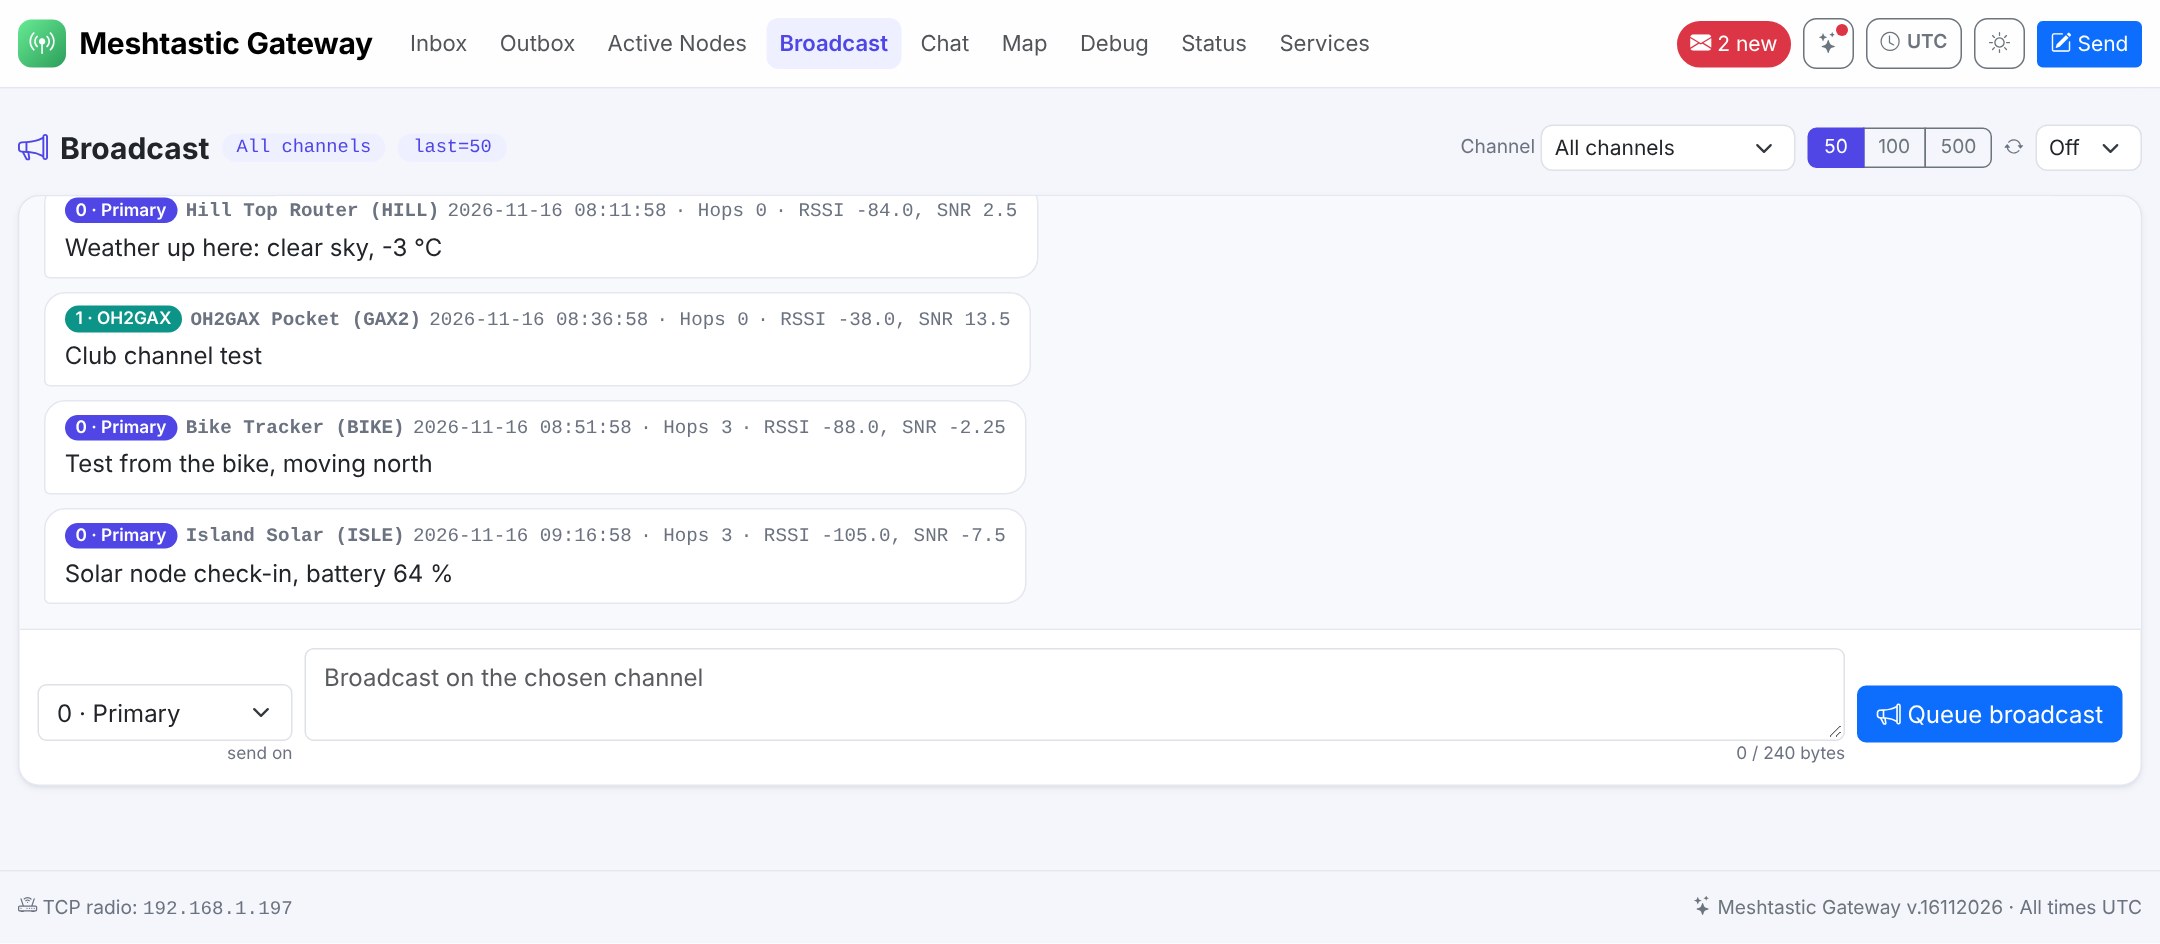 Meshtastic Gateway Inbox Outbox Active Nodes Broadcast Chat Map Debug Status Services 2 new UTC Send
Broadcast All channels last=50 Channel All channels 50 100 500 Off
0 · Primary Hill Top Router (HILL) 2026-11-16 08:11:58 · Hops 0 · RSSI -84.0, SNR 2.5
Weather up here: clear sky, -3 °C
1 · OH2GAX OH2GAX Pocket (GAX2) 2026-11-16 08:36:58 · Hops 0 · RSSI -38.0, SNR 13.5
Club channel test
0 · Primary Bike Tracker (BIKE) 2026-11-16 08:51:58 · Hops 3 · RSSI -88.0, SNR -2.25
Test from the bike, moving north
0 · Primary Island Solar (ISLE) 2026-11-16 09:16:58 · Hops 3 · RSSI -105.0, SNR -7.5
Solar node check-in, battery 64 %
Broadcast on the chosen channel
0 · Primary Queue broadcast
send on 0 / 240 bytes
TCP radio: 192.168.1.197 Meshtastic Gateway v.16112026 · All times UTC